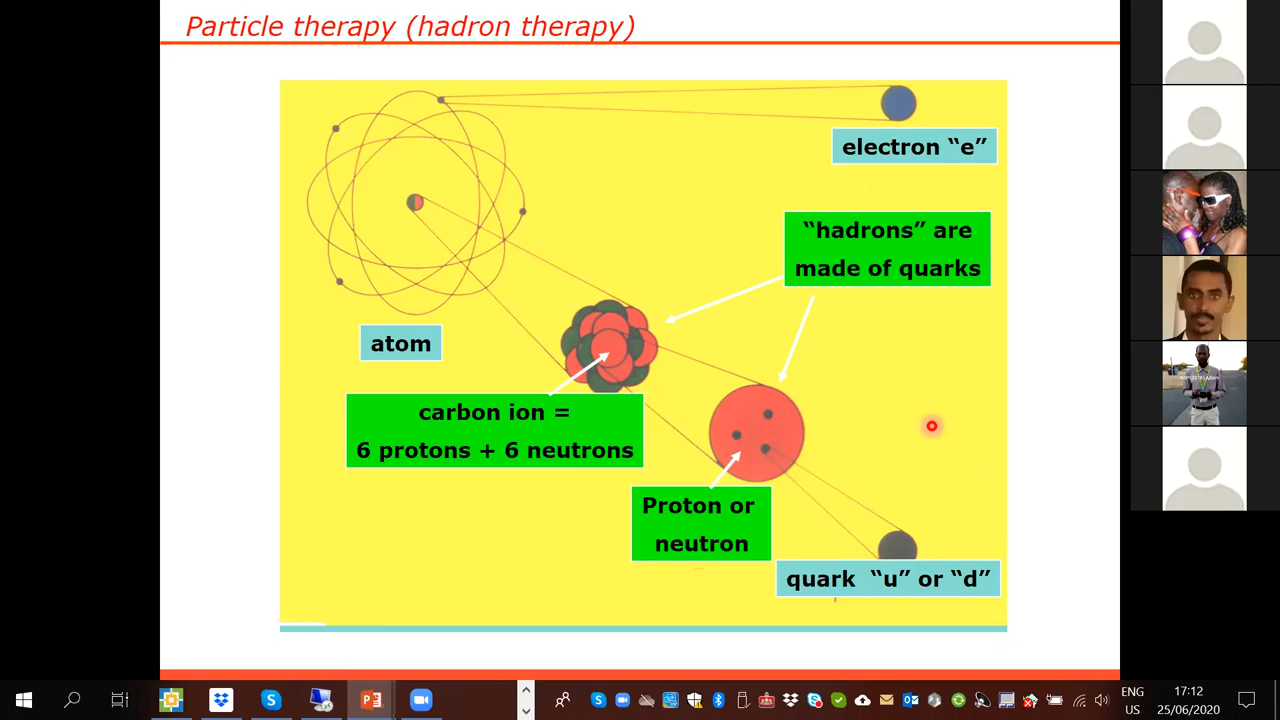 Particle therapy (hadron therapy)
electron “e”
“hadrons” are
made of quarks
atom
carbon ion =
6 protons + 6 neutrons
Proton or
neutron
quark “u” or “d”
ENG
US
17:12
25/06/2020